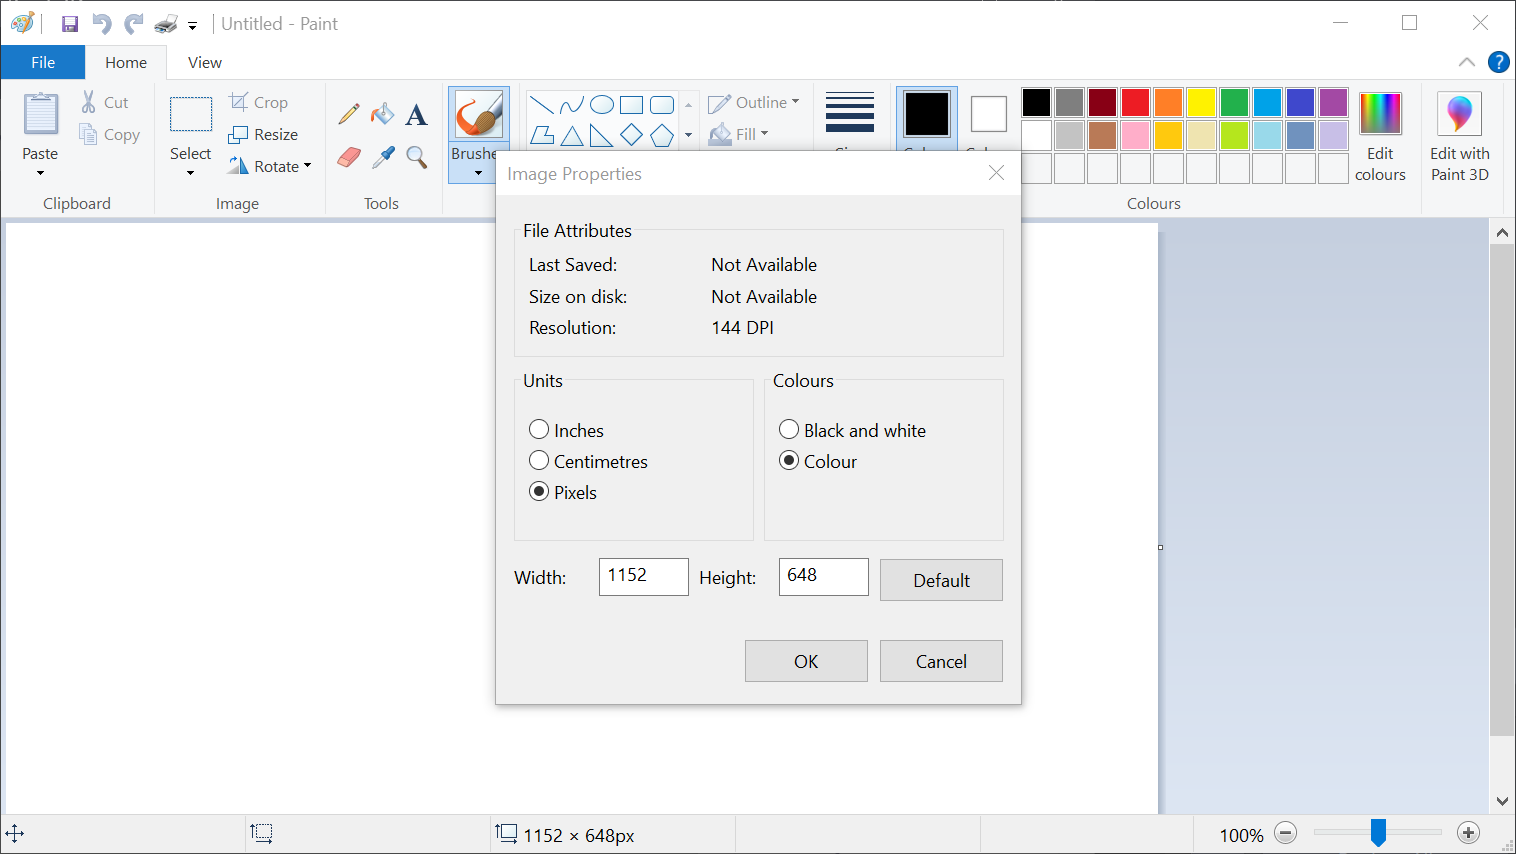 Untitled - Paint
File
Home
View
Cut
Copy
Paste
Clipboard
Crop
Resize
Rotate
Select
Image
A
Tools
Outline
Fill
Edit colours
Edit with Paint 3D
Colours
Image Properties
File Attributes
Last Saved: Not Available
Size on disk: Not Available
Resolution: 144 DPI
Units
Inches
Centimetres
Pixels
Colours
Black and white
Colour
Width: 1152 Height: 648 Default
OK Cancel
1152 × 648px
100%